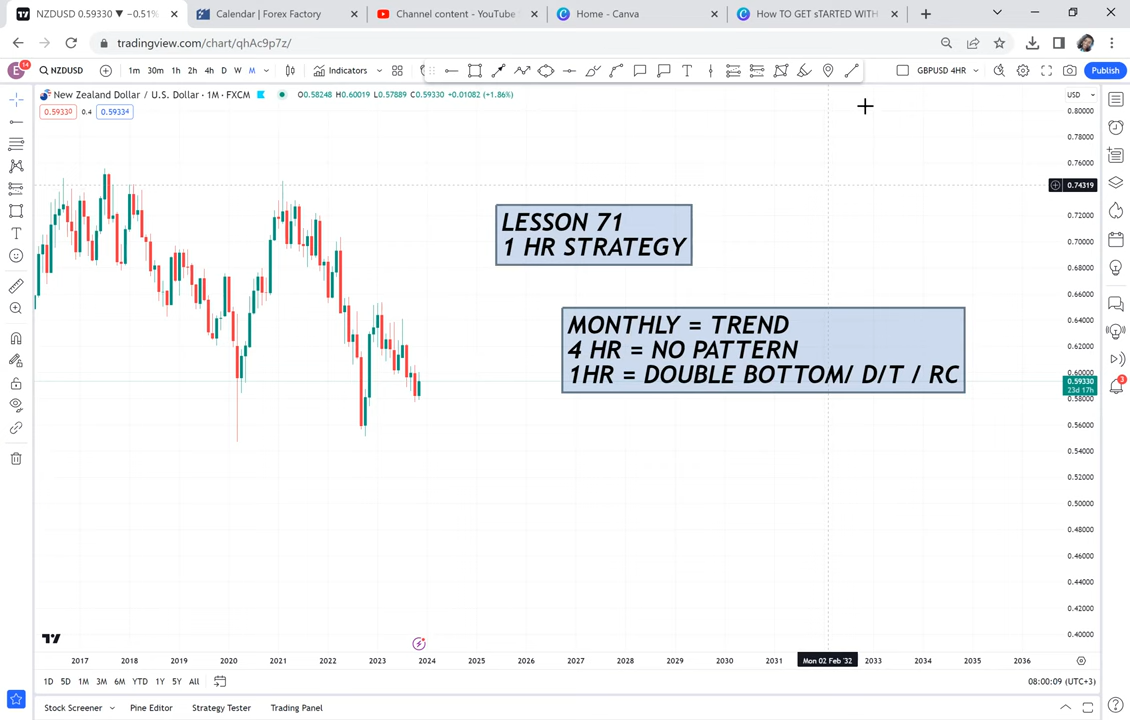 NZDUSD 0.59330 ▼ −0.51%
Calendar | Forex Factory
Channel content - YouTube
Home - Canva
How TO GET sTARTED WITH
tradingview.com/chart/qhAc9p7z/
E
14
NZDUSD
1m 30m 1h 2h 4h D W M
Indicators
GBPUSD 4HR
Publish
New Zealand Dollar / U.S. Dollar · 1M · FXCM
O0.58248 H0.60019 L0.57889 C0.59330 +0.01082 (+1.86%)
USD
0.59330
0.4
0.59334
0.80000
0.78000
0.76000
0.74319
0.72000
0.70000
0.68000
0.66000
0.64000
0.62000
0.60000
0.59330
23d 17h
0.58000
0.56000
0.54000
0.52000
0.50000
0.48000
0.46000
0.44000
0.42000
0.40000
LESSON 71
1 HR STRATEGY
MONTHLY = TREND
4 HR = NO PATTERN
1HR = DOUBLE BOTTOM/ D/T / RC
3
2017 2018 2019 2020 2021 2022 2023 2024 2025 2026 2027 2028 2029 2030 2031 Mon 02 Feb '32 2033 2034 2035 2036
1D 5D 1M 3M 6M YTD 1Y 5Y All
08:00:09 (UTC+3)
Stock Screener
Pine Editor
Strategy Tester
Trading Panel